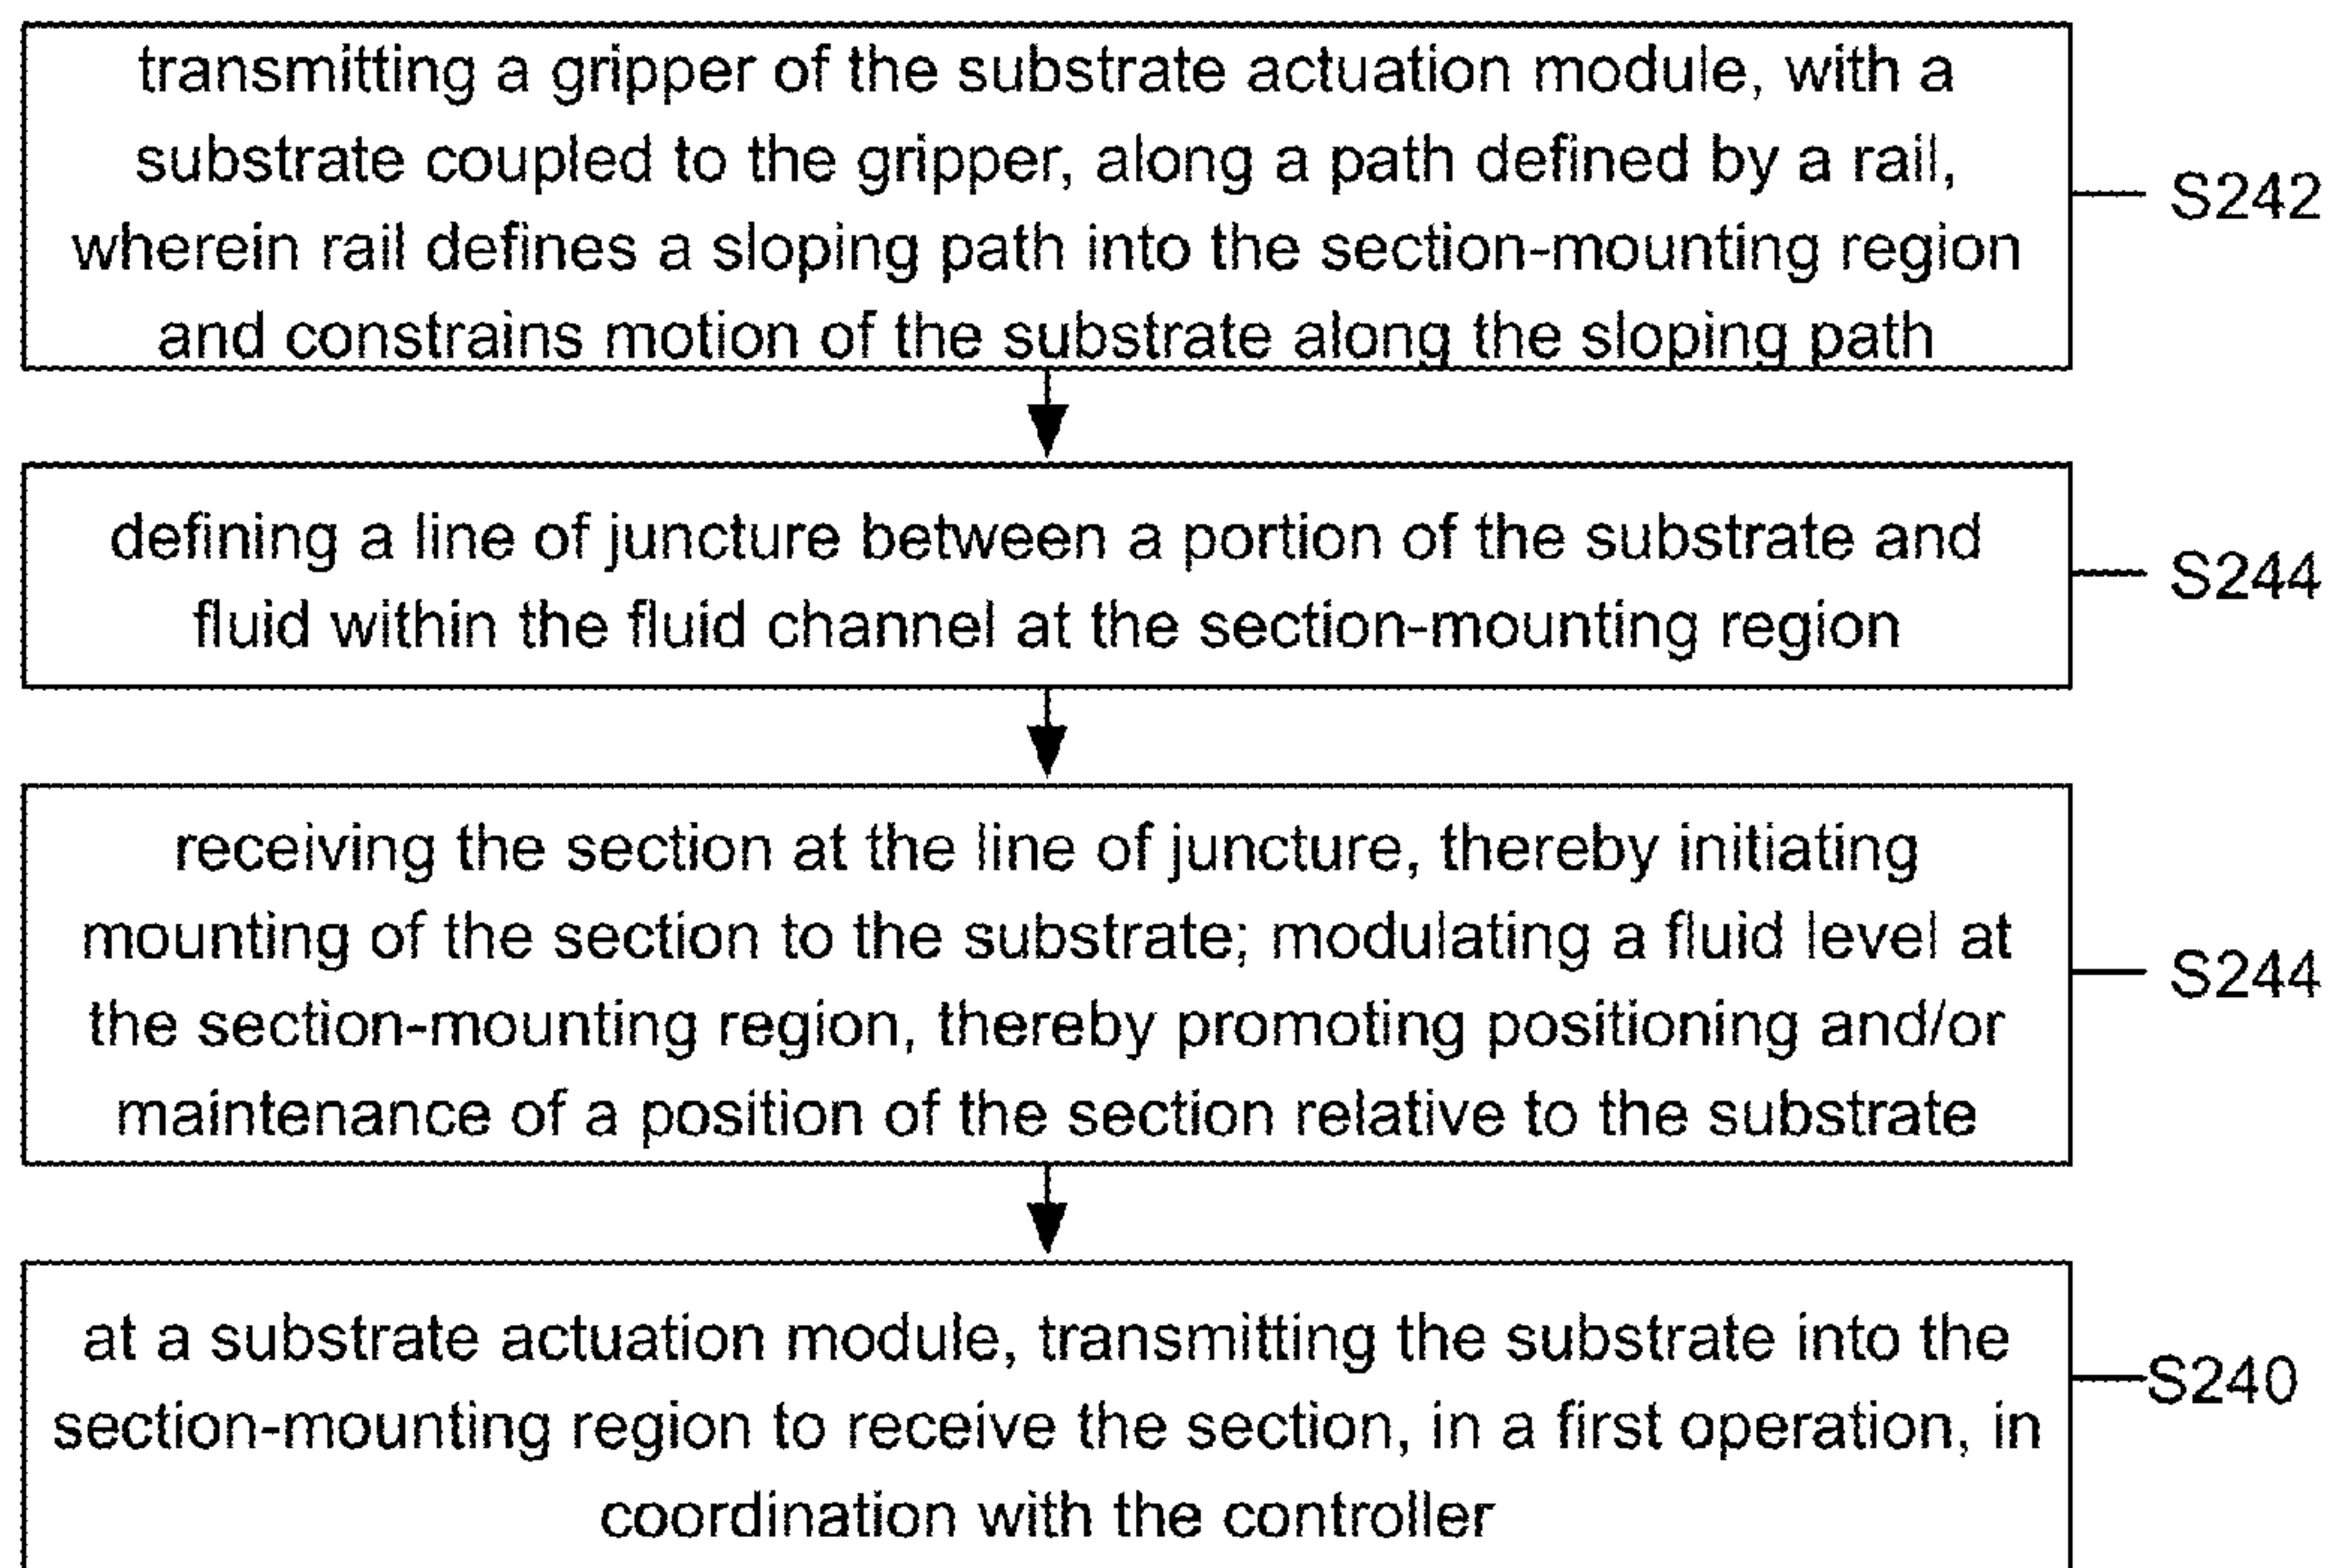 transmitting a gripper of the substrate actuation module, with a
substrate coupled to the gripper, along a path defined by a rail,
wherein rail defines a sloping path into the section-mounting region
and constrains motion of the substrate along the sloping path
S242
defining a line of juncture between a portion of the substrate and
fluid within the fluid channel at the section-mounting region
S244
receiving the section at the line of juncture, thereby initiating
mounting of the section to the substrate; modulating a fluid level at
the section-mounting region, thereby promoting positioning and/or
maintenance of a position of the section relative to the substrate
S244
at a substrate actuation module, transmitting the substrate into the
section-mounting region to receive the section, in a first operation, in
coordination with the controller
S240